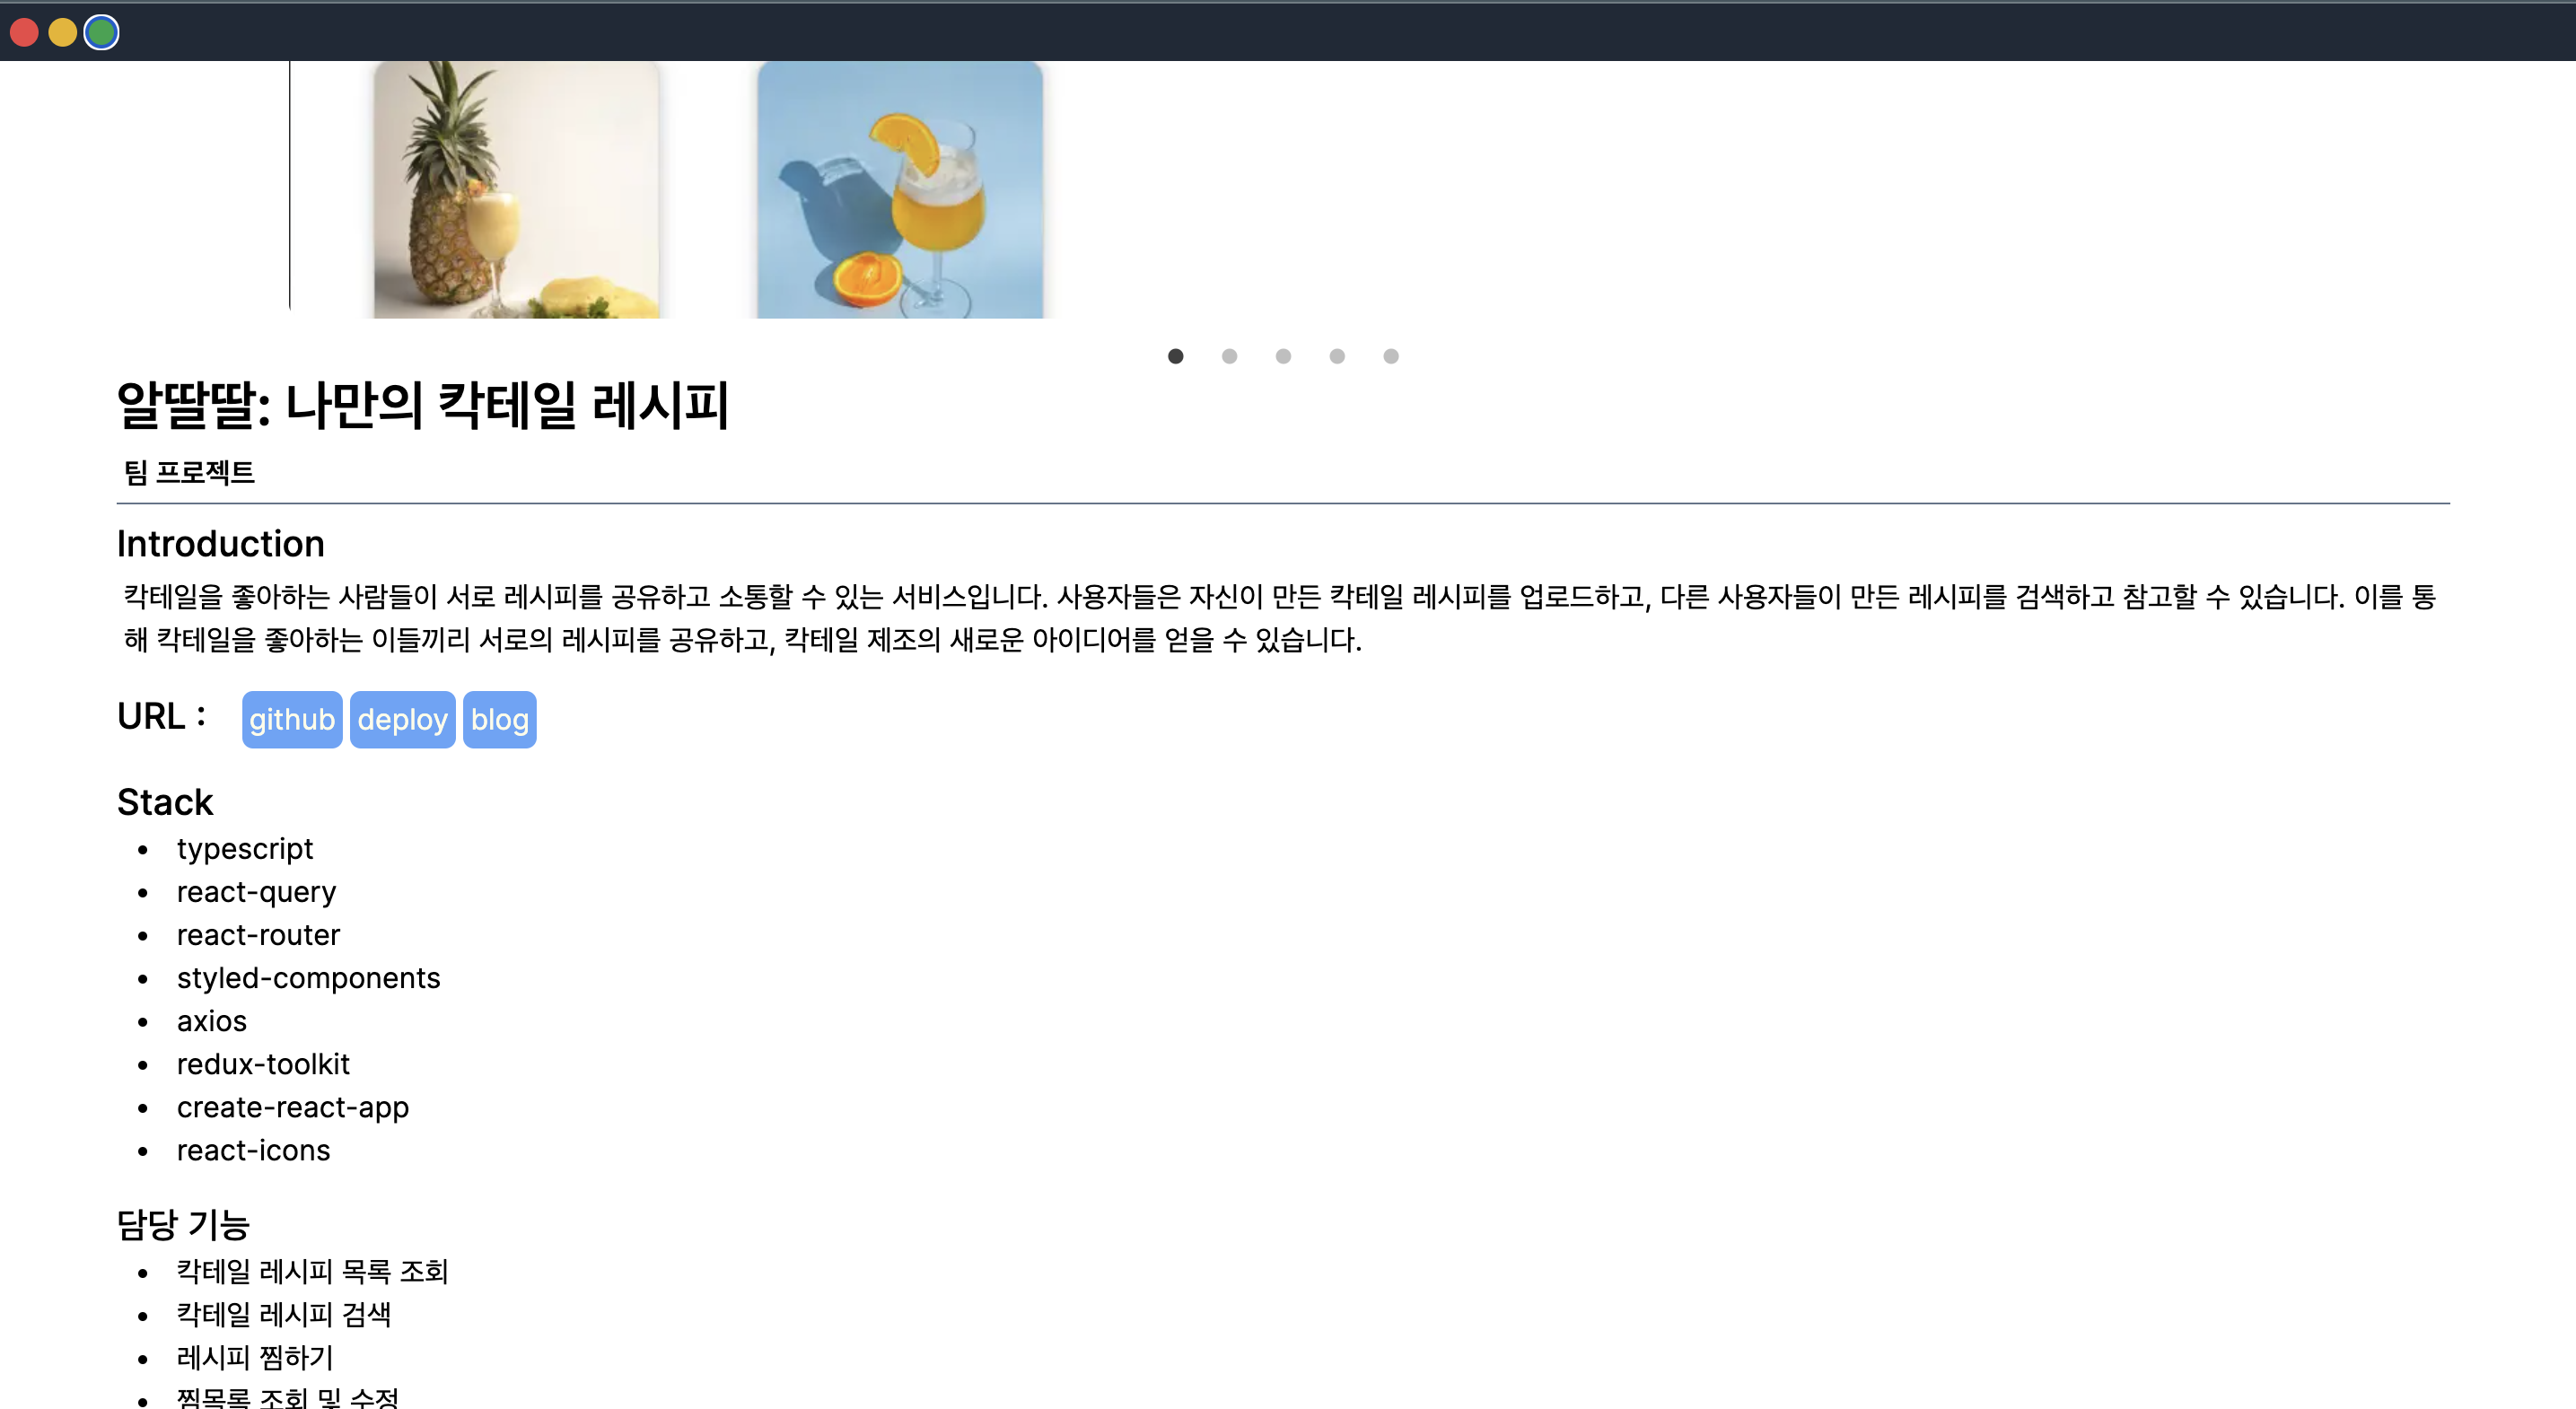 알딸딸: 나만의 칵테일 레시피
팀 프로젝트
Introduction
칵테일을 좋아하는 사람들이 서로 레시피를 공유하고 소통할 수 있는 서비스입니다. 사용자들은 자신이 만든 칵테일 레시피를 업로드하고, 다른 사용자들이 만든 레시피를 검색하고 참고할 수 있습니다. 이를 통
해 칵테일을 좋아하는 이들끼리 서로의 레시피를 공유하고, 칵테일 제조의 새로운 아이디어를 얻을 수 있습니다.
URL : github deploy blog
Stack
• typescript
• react-query
• react-router
• styled-components
• axios
• redux-toolkit
• create-react-app
• react-icons
담당 기능
• 칵테일 레시피 목록 조회
• 칵테일 레시피 검색
• 레시피 찜하기
• 찜목록 조회 및 수정